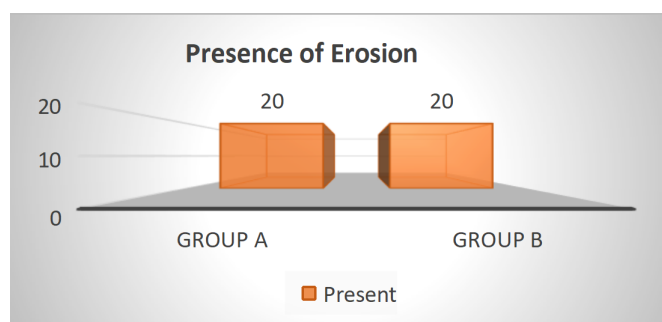 Presence of Erosion
20 20
20
10
0
GROUP A GROUP B
Present